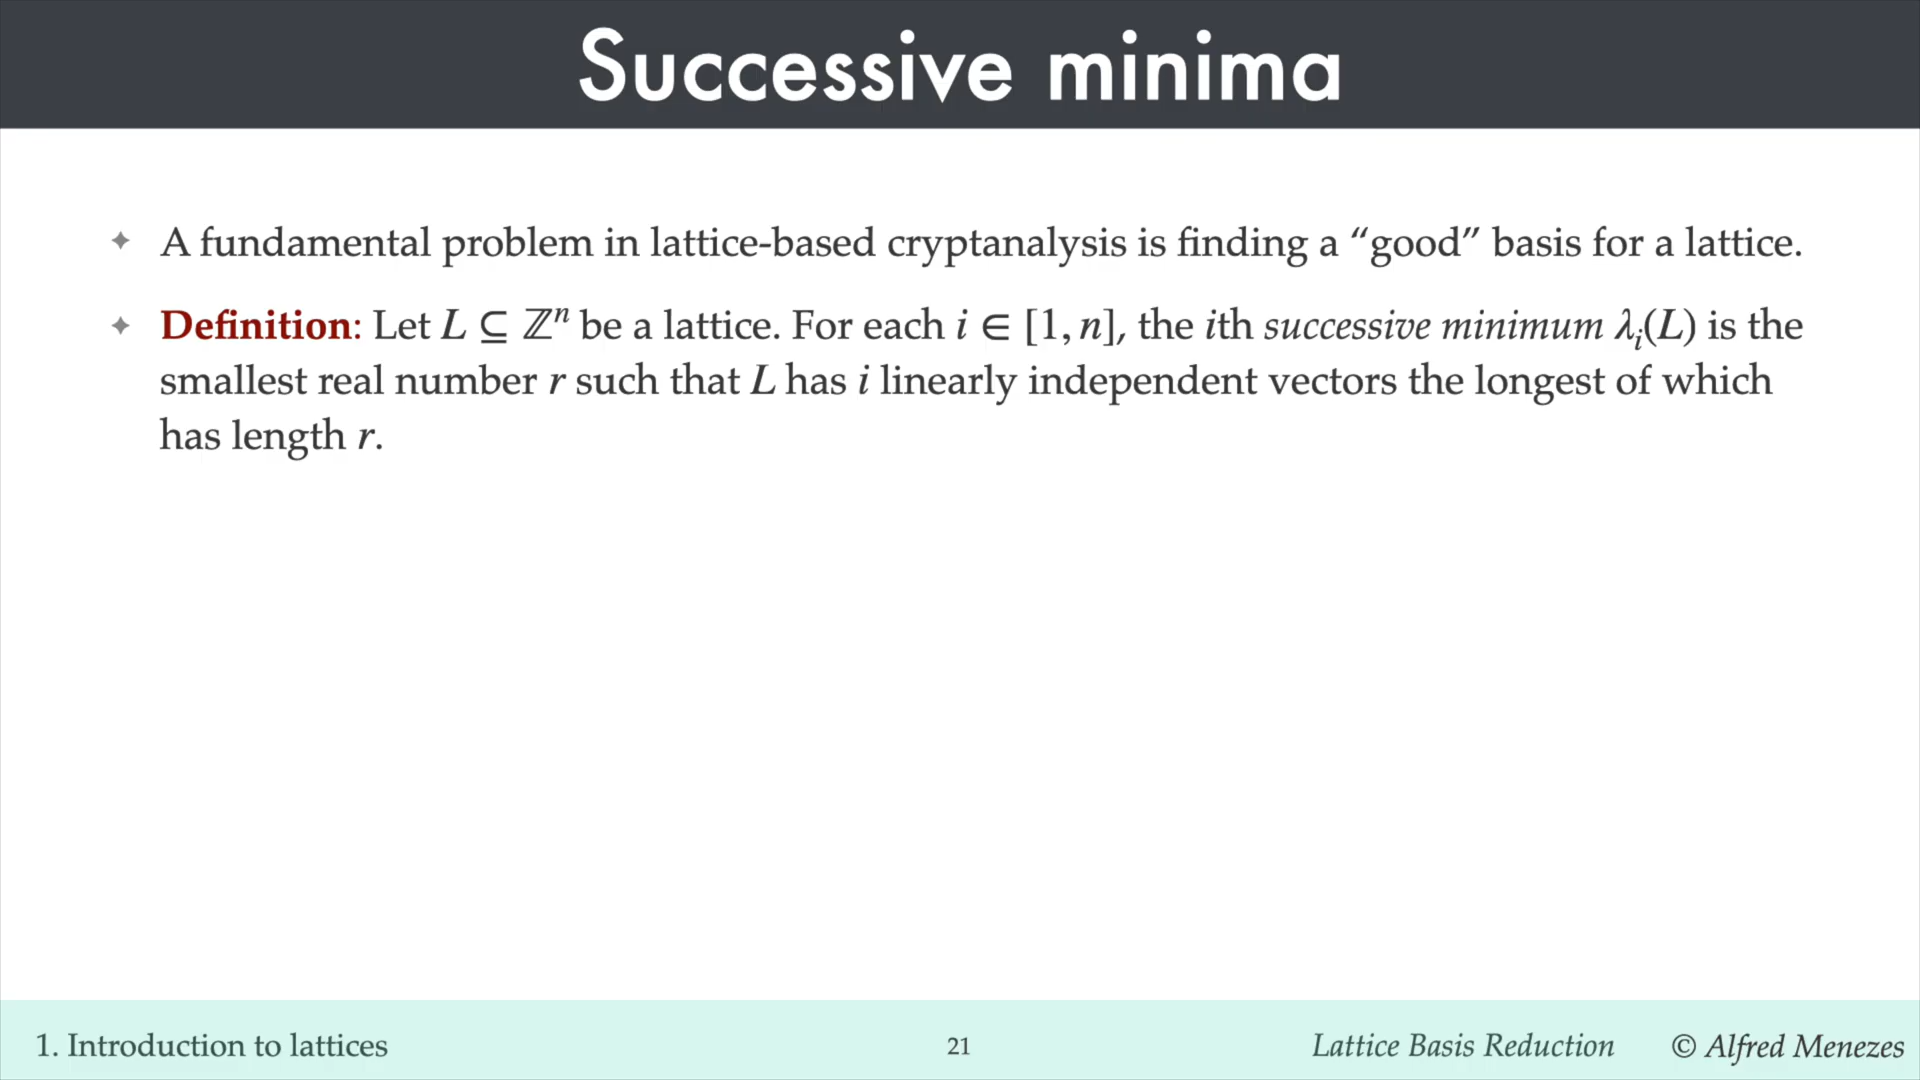 Successive minima
✦ A fundamental problem in lattice-based cryptanalysis is finding a “good” basis for a lattice.
✦ Definition: Let L ⊆ ℤⁿ be a lattice. For each i ∈ [1, n], the ith successive minimum λᵢ(L) is the
smallest real number r such that L has i linearly independent vectors the longest of which
has length r.
1. Introduction to lattices 21 Lattice Basis Reduction © Alfred Menezes